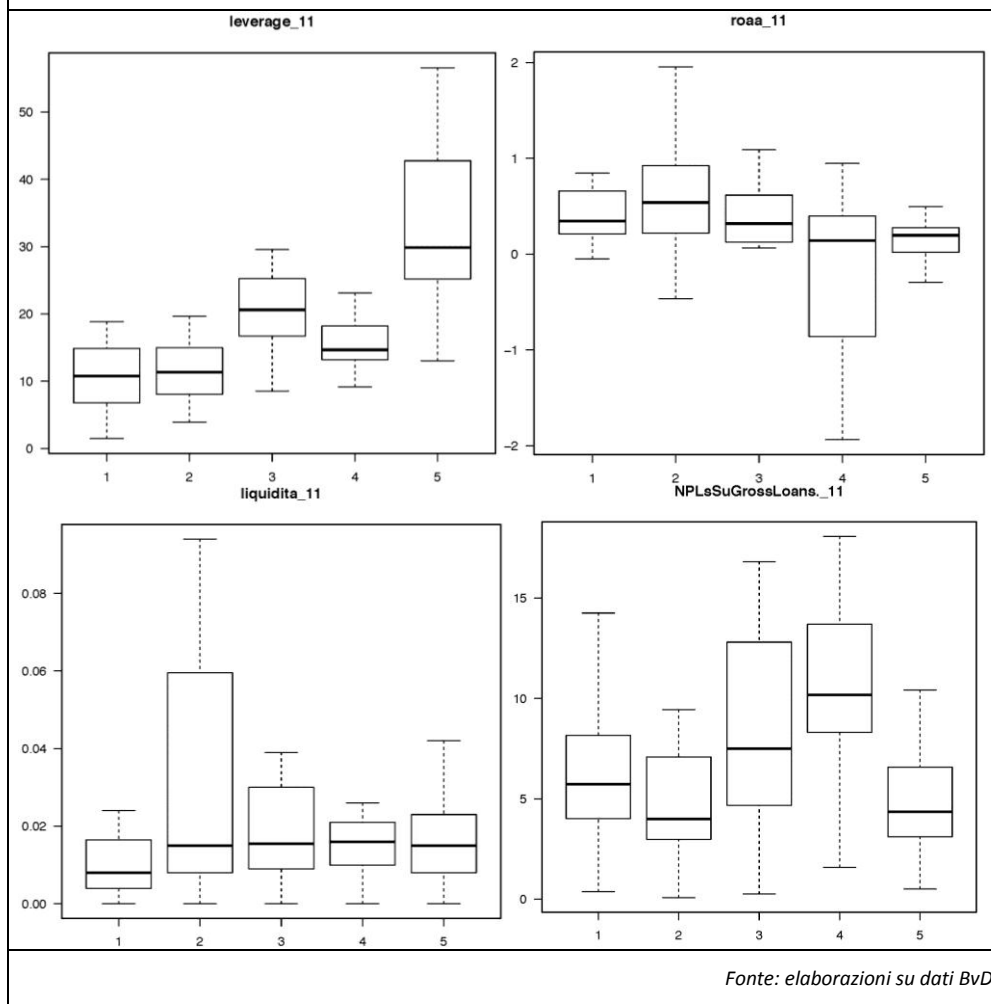 leverage_11
50
40
30
20
10
0
1 2 3 4 5
roaa_11
2
1
0
−1
−2
1 2 3 4 5
liquidita_11
0.08
0.06
0.04
0.02
0.00
1 2 3 4 5
NPLsSuGrossLoans._11
15
10
5
0
1 2 3 4 5
Fonte: elaborazioni su dati BvD